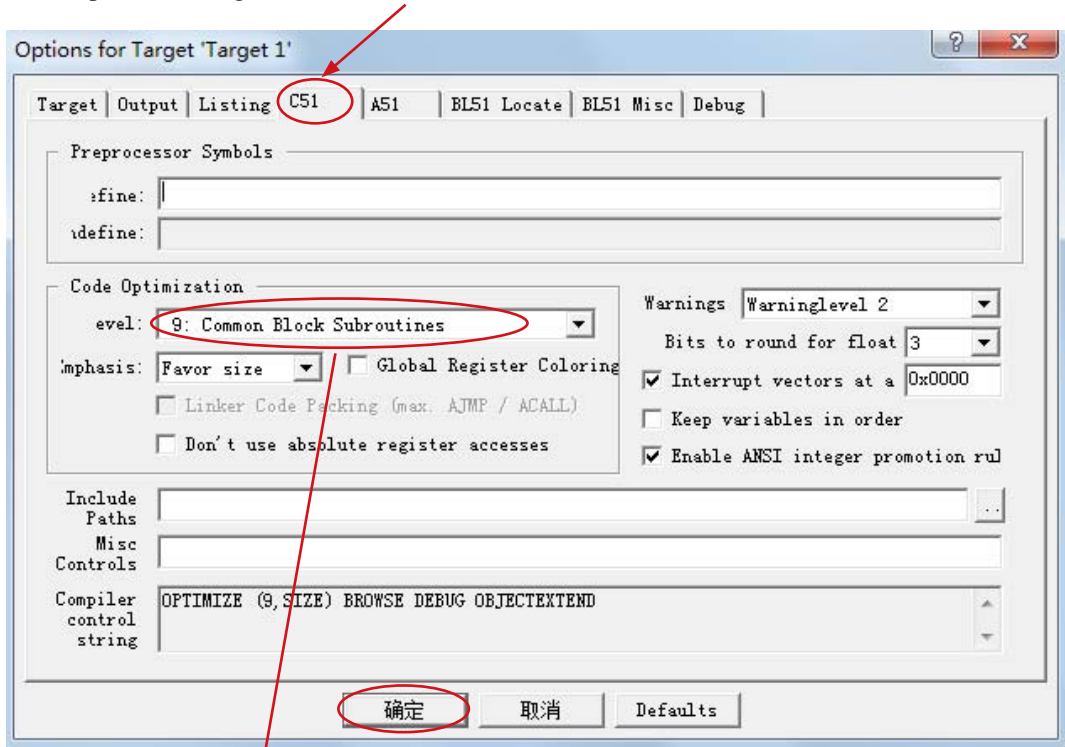 Options for Target 'Target 1'
Target Output Listing C51 A51 BL51 Locate BL51 Misc Debug
Preprocessor Symbols
efine:
define:
Code Optimization
evel: 9: Common Block Subroutines
Warnings Warninglevel 2
Bits to round for float 3
mphasis: Favor size Global Register Coloring
Interrupt vectors at a 0x0000
Linker Code Packing (max. AJMP / ACALL)
Keep variables in order
Don't use absolute register accesses
Enable ANSI integer promotion rul
Include
Paths
..
Misc
Controls
Compiler
control
string
OPTIMIZE (9,SIZE) BROWSE DEBUG OBJECTEXTEND
确定 取消 Defaults